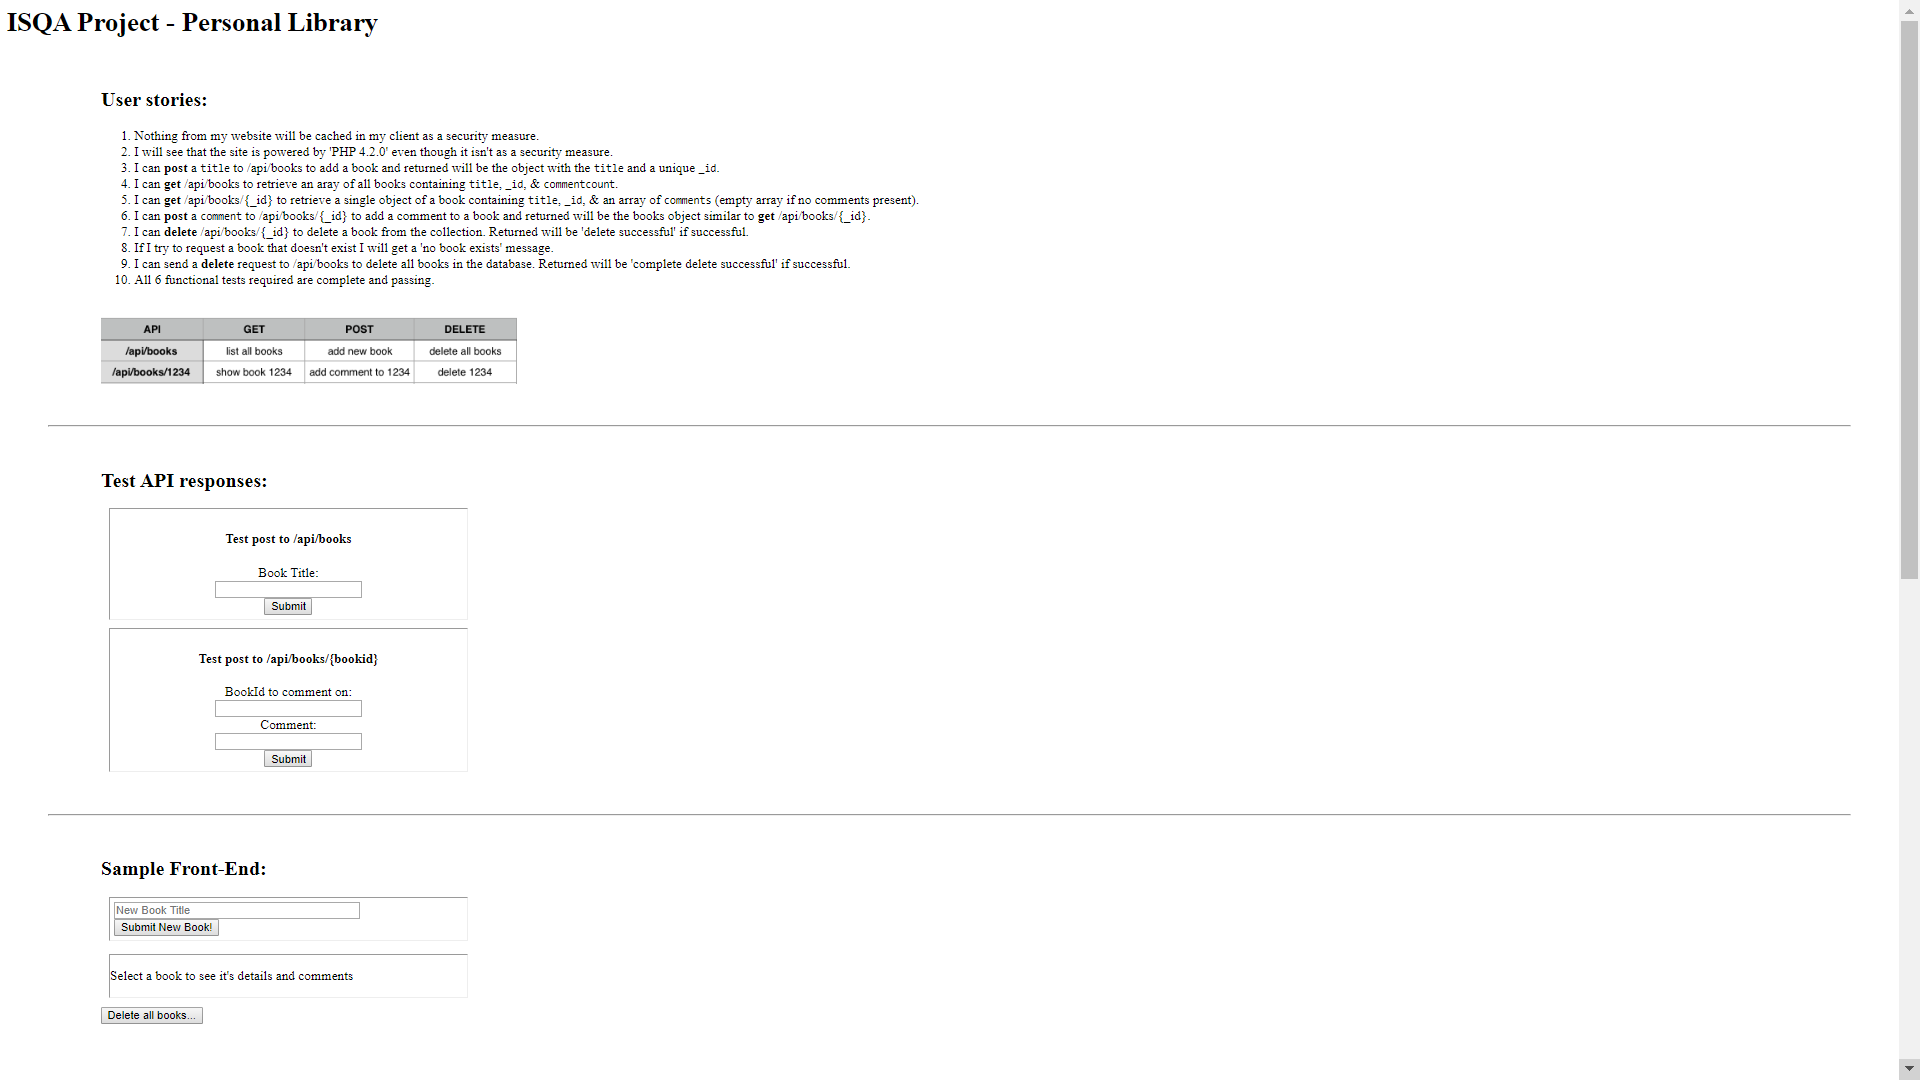 ISQA Project - Personal Library
User stories:
1. Nothing from my website will be cached in my client as a security measure.
2. I will see that the site is powered by 'PHP 4.2.0' even though it isn't as a security measure.
3. I can post a title to /api/books to add a book and returned will be the object with the title and a unique _id.
4. I can get /api/books to retrieve an aray of all books containing title, _id, & commentcount.
5. I can get /api/books/{_id} to retrieve a single object of a book containing title, _id, & an array of comments (empty array if no comments present).
6. I can post a comment to /api/books/{_id} to add a comment to a book and returned will be the books object similar to get /api/books/{_id}.
7. I can delete /api/books/{_id} to delete a book from the collection. Returned will be 'delete successful' if successful.
8. If I try to request a book that doesn't exist I will get a 'no book exists' message.
9. I can send a delete request to /api/books to delete all books in the database. Returned will be 'complete delete successful' if successful.
10. All 6 functional tests required are complete and passing.
API GET POST DELETE
/api/books list all books add new book delete all books
/api/books/1234 show book 1234 add comment to 1234 delete 1234
Test API responses:
Test post to /api/books
Book Title:
Submit
Test post to /api/books/{bookid}
BookId to comment on:
Comment:
Submit
Sample Front-End:
New Book Title
Submit New Book!
Select a book to see it's details and comments
Delete all books...